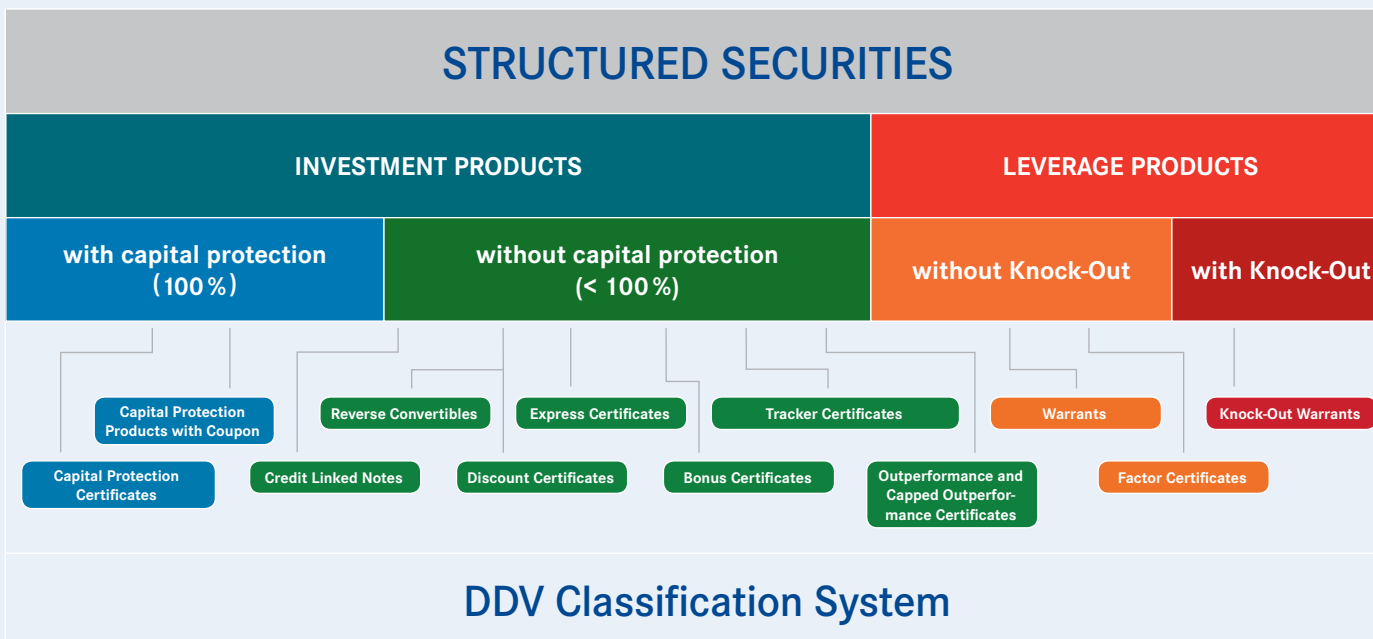 STRUCTURED SECURITIES
INVESTMENT PRODUCTS
LEVERAGE PRODUCTS
with capital protection
(100 %)
without capital protection
(< 100 %)
without Knock-Out
with Knock-Out
Capital Protection
Products with Coupon
Reverse Convertibles
Express Certificates
Tracker Certificates
Warrants
Knock-Out Warrants
Capital Protection
Certificates
Credit Linked Notes
Discount Certificates
Bonus Certificates
Outperformance and
Capped Outperfor-
mance Certificates
Factor Certificates
DDV Classification System